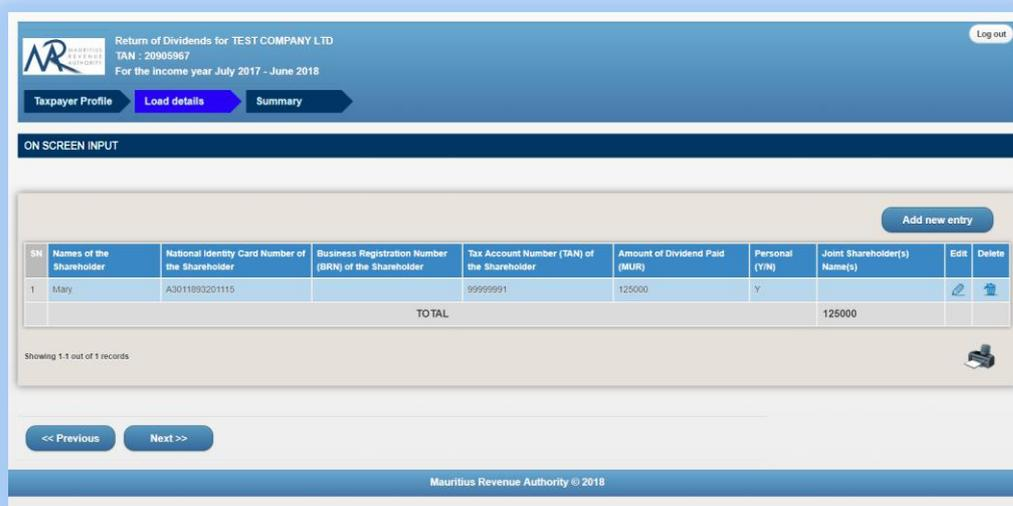 Log out
MAURITIUS
REVENUE
AUTHORITY
Return of Dividends for TEST COMPANY LTD
TAN : 20905967
For the income year July 2017 - June 2018
Taxpayer Profile Load details Summary
ON SCREEN INPUT
Add new entry
SN Names of the Shareholder National Identity Card Number of the Shareholder Business Registration Number (BRN) of the Shareholder Tax Account Number (TAN) of the Shareholder Amount of Dividend Paid (MUR) Personal (Y/N) Joint Shareholder(s) Name(s) Edit Delete
1 Mary A3011893201115 99999991 125000 Y
TOTAL 125000
Showing 1-1 out of 1 records
<< Previous Next >>
Mauritius Revenue Authority © 2018